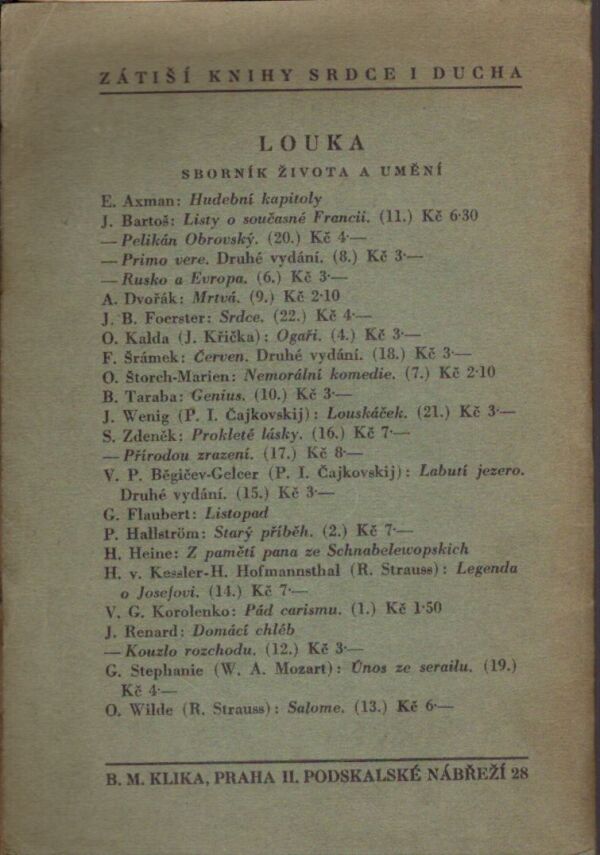 ZÁTIŠÍ KNIHY SRDCE I DUCHA
LOUKA
SBORNÍK ŽIVOTA A UMĚNÍ
E. Axman: Hudební kapitoly
J. Bartoš: Listy o současné Francii. (11.) Kč 6·30
— Pelikán Obrovský. (20.) Kč 4·—
— Primo vere. Druhé vydání. (8.) Kč 3·—
— Rusko a Evropa. (6.) Kč 3·—
A. Dvořák: Mrtvá. (9.) Kč 2·10
J. B. Foerster: Srdce. (22.) Kč 4·—
O. Kalda (J. Křička): Ogaři. (4.) Kč 3·—
F. Šrámek: Červen. Druhé vydání. (18.) Kč 3·—
O. Štorch-Marien: Nemorální komedie. (7.) Kč 2·10
B. Taraba: Genius. (10.) Kč 3·—
J. Wenig (P. I. Čajkovskij): Louskáček. (21.) Kč 3·—
S. Zdeněk: Prokleté lásky. (16.) Kč 7·—
— Přírodou zrazení. (17.) Kč 8·—
V. P. Běgičev-Gelcer (P. I. Čajkovskij): Labutí jezero.
Druhé vydání. (15.) Kč 3·—
G. Flaubert: Listopad
P. Hallström: Starý příběh. (2.) Kč 7·—
H. Heine: Z pamětí pana ze Schnabelewopskich
H. v. Kessler-H. Hofmannsthal (R. Strauss): Legenda
o Josefovi. (14.) Kč 7·—
V. G. Korolenko: Pád carismu. (1.) Kč 1·50
J. Renard: Domácí chléb
— Kouzlo rozchodu. (12.) Kč 3·—
G. Stephanie (W. A. Mozart): Únos ze serailu. (19.)
Kč 4·—
O. Wilde (R. Strauss): Salome. (13.) Kč 6·—
B. M. KLIKA, PRAHA II. PODSKALSKÉ NÁBŘEŽÍ 28